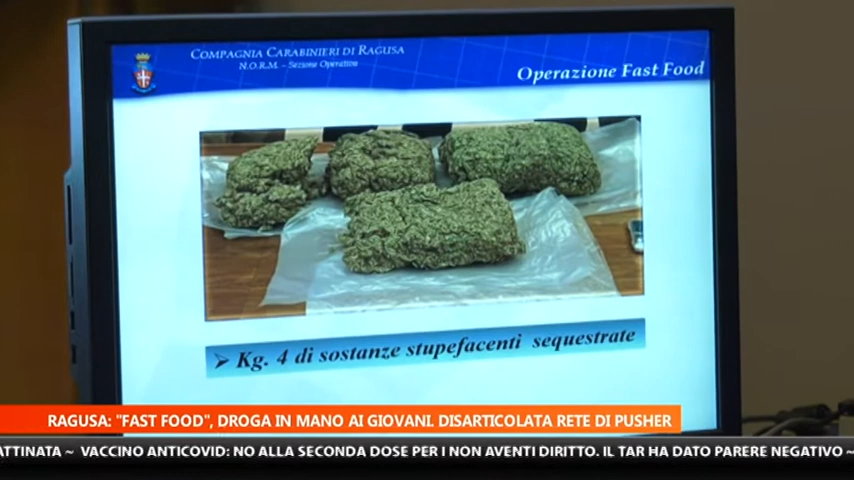 COMPAGNIA CARABINIERI DI RAGUSA
N.O.R.M. – Sezione Operativa
Operazione Fast Food
➢ Kg. 4 di sostanze stupefacenti sequestrate
RAGUSA: "FAST FOOD", DROGA IN MANO AI GIOVANI. DISARTICOLATA RETE DI PUSHER
ATTINATA ~ VACCINO ANTICOVID: NO ALLA SECONDA DOSE PER I NON AVENTI DIRITTO. IL TAR HA DATO PARERE NEGATIVO ~